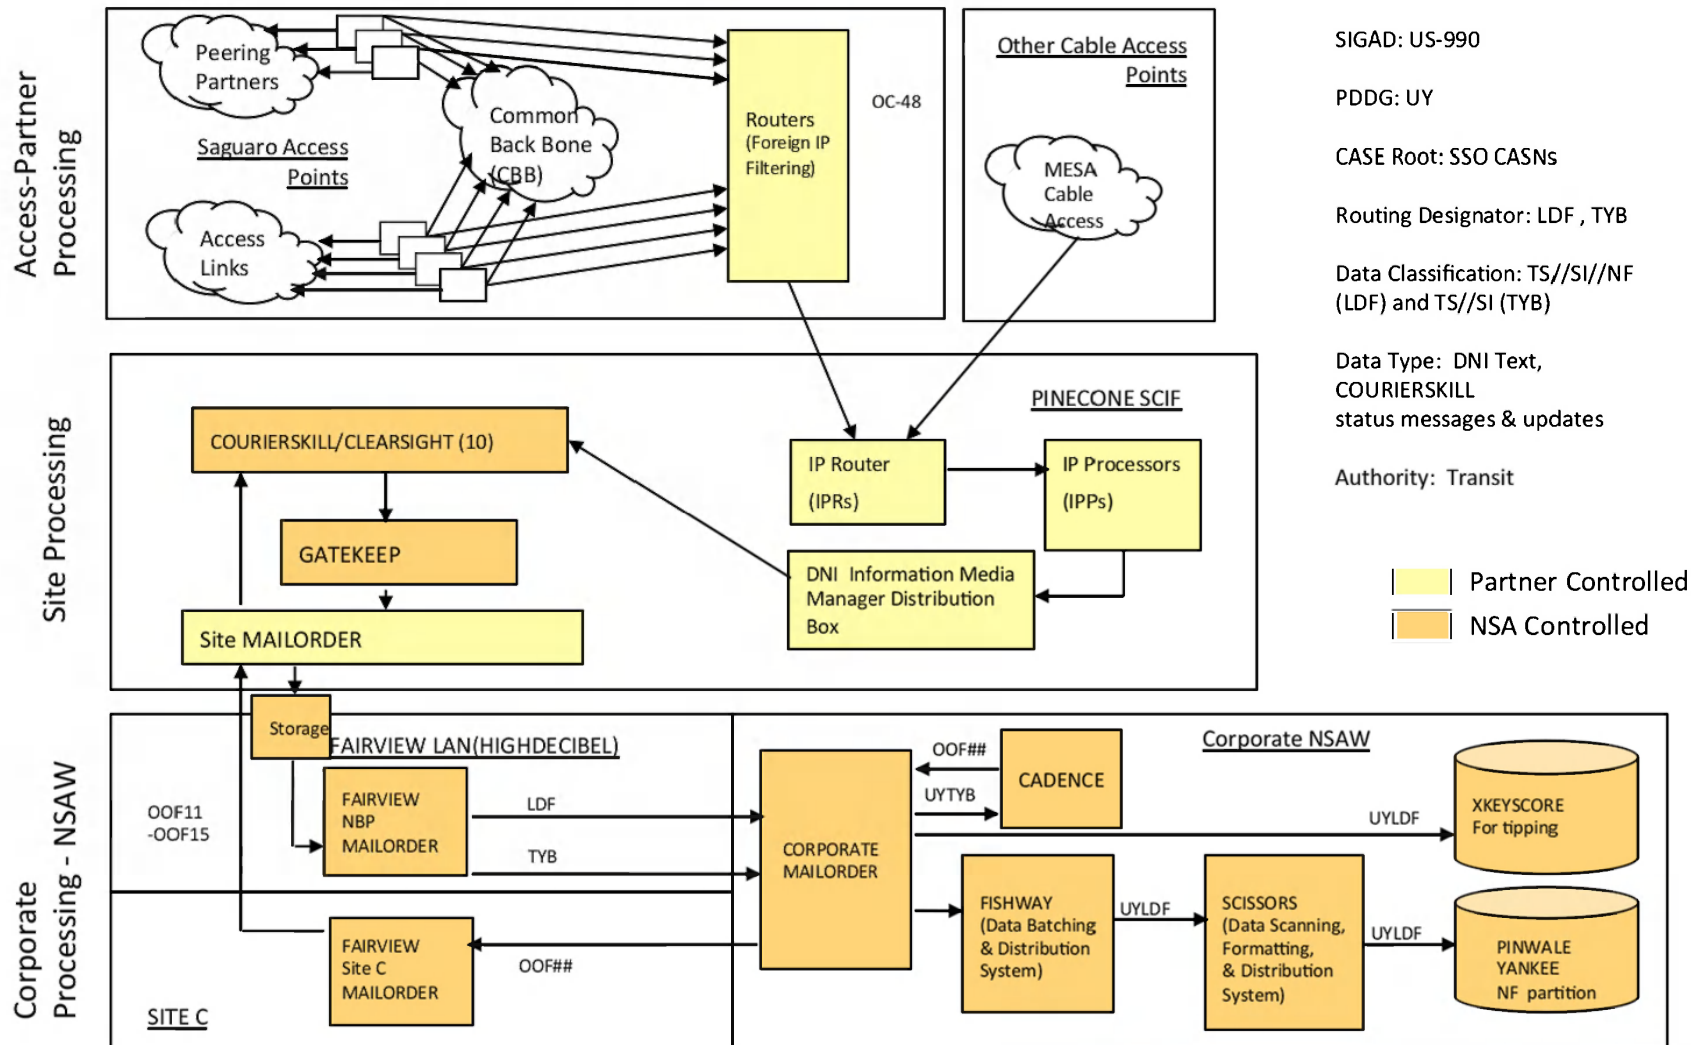 Access-Partner
Processing
Peering
Partners
Saguaro Access
Points
Access
Links
Common
Back Bone
(CBB)
Routers
(Foreign IP
Filtering)
OC-48
Other Cable Access
Points
MESA
Cable
Access
SIGAD: US-990
PDDG: UY
CASE Root: SSO CASNs
Routing Designator: LDF , TYB
Data Classification: TS//SI//NF
(LDF) and TS//SI (TYB)
Data Type: DNI Text,
COURIERSKILL
status messages & updates
Authority: Transit
Partner Controlled
NSA Controlled
Site Processing
PINECONE SCIF
COURIERSKILL/CLEARSIGHT (10)
GATEKEEP
Site MAILORDER
IP Router
(IPRs)
IP Processors
(IPPs)
DNI Information Media
Manager Distribution
Box
Corporate
Processing - NSAW
Storage
FAIRVIEW LAN(HIGHDECIBEL)
OOF11
-OOF15
FAIRVIEW
NBP
MAILORDER
LDF
TYB
SITE C
FAIRVIEW
Site C
MAILORDER
OOF##
Corporate NSAW
CORPORATE
MAILORDER
OOF##
UYTYB
CADENCE
UYLDF
XKEYSCORE
For tipping
FISHWAY
(Data Batching
& Distribution
System)
UYLDF
SCISSORS
(Data Scanning,
Formatting,
& Distribution
System)
UYLDF
PINWALE
YANKEE
NF partition